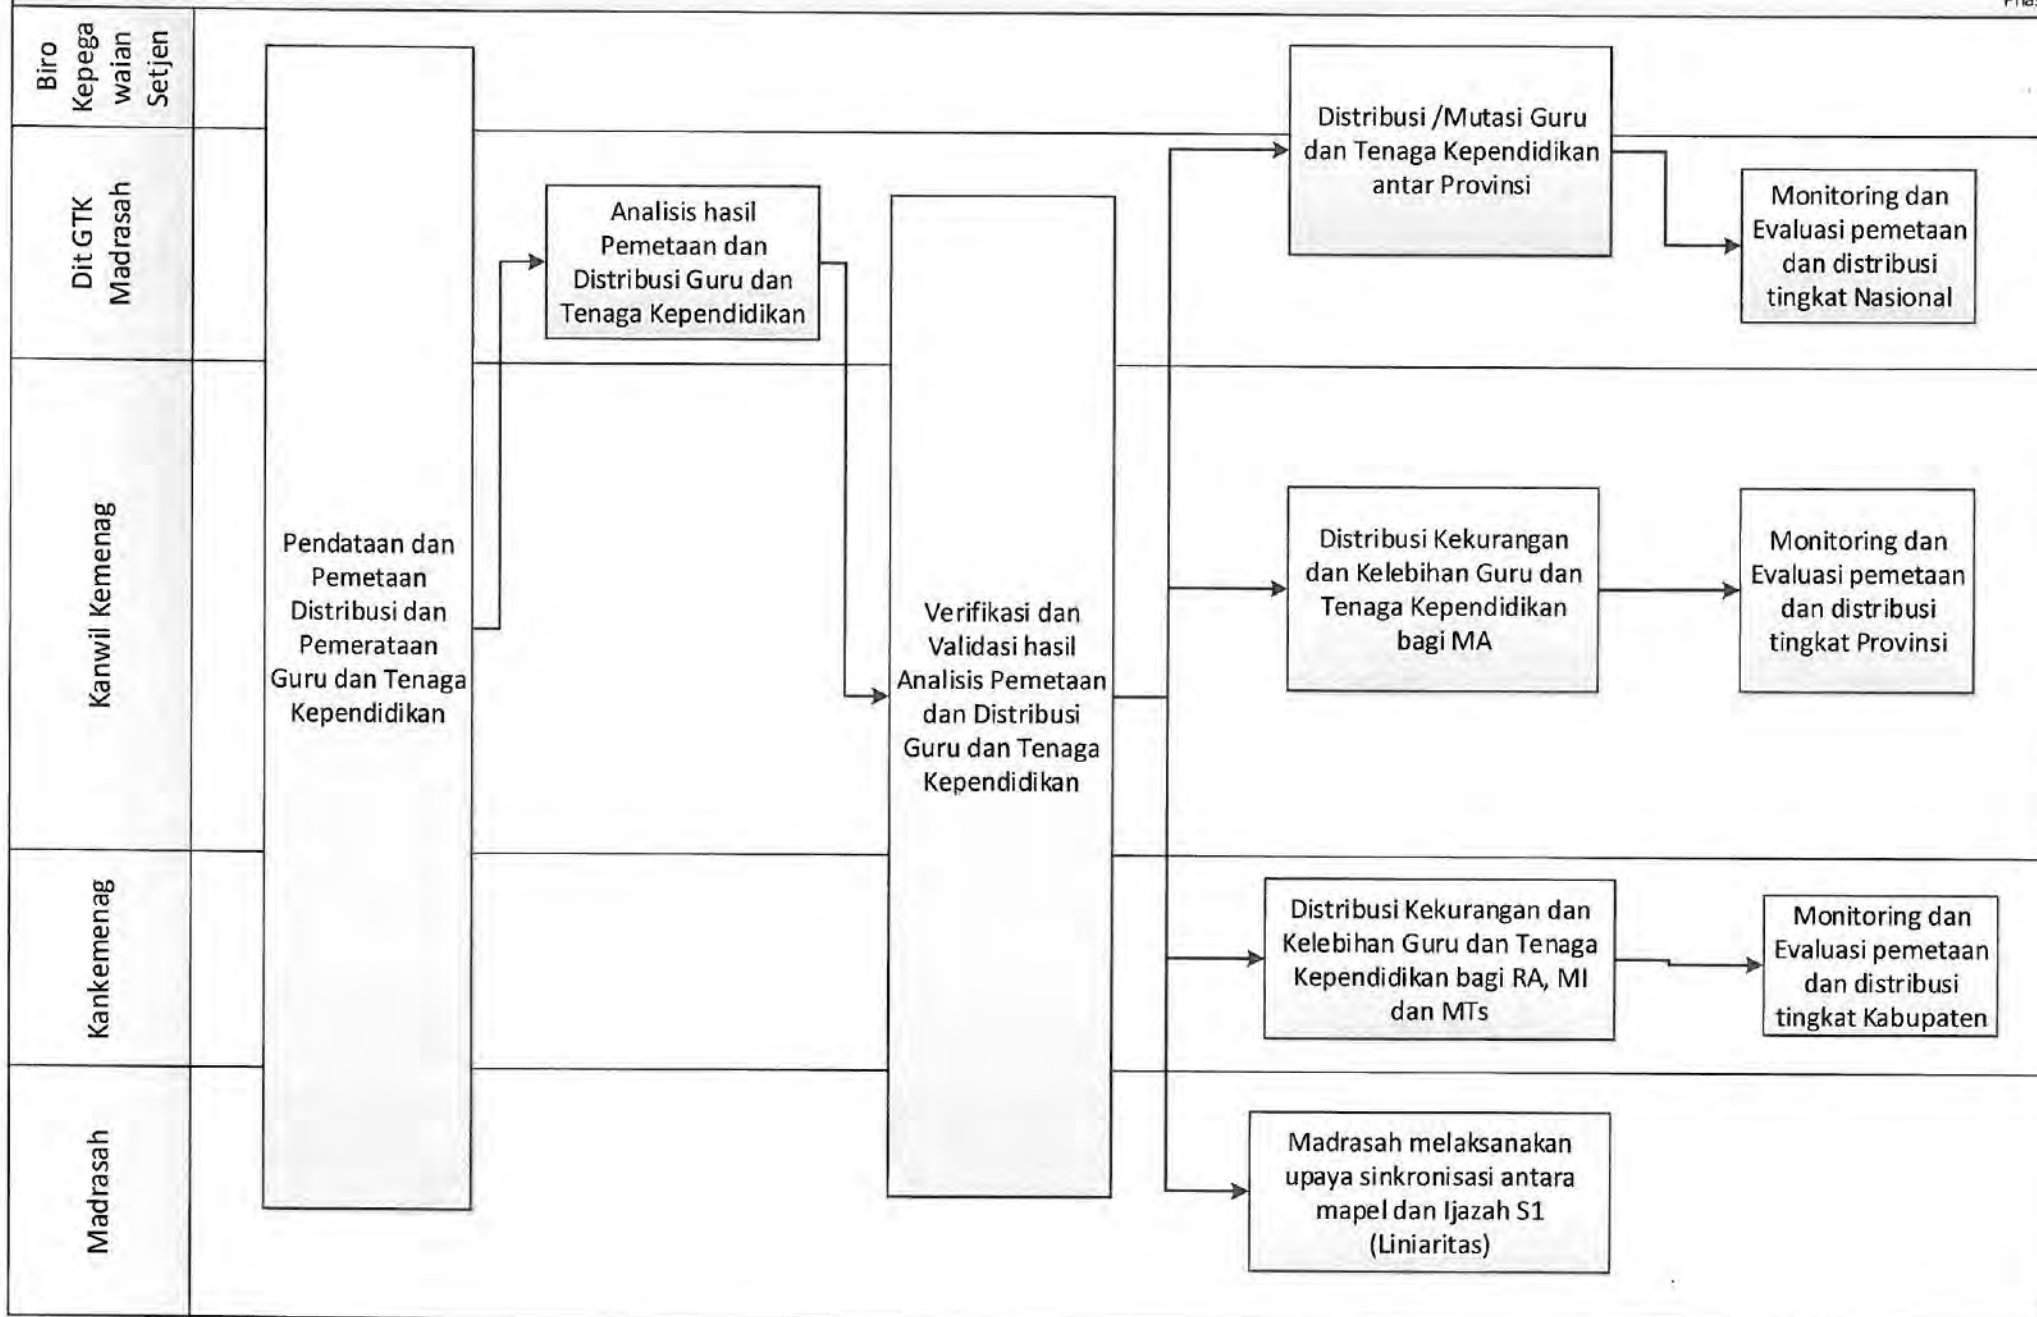 Biro
Kepega
waian
Setjen
Dit GTK
Madrasah
Kanwil Kemenag
Kankemenag
Madrasah
Pendataan dan
Pemetaan
Distribusi dan
Pemerataan
Guru dan Tenaga
Kependidikan
Analisis hasil
Pemetaan dan
Distribusi Guru dan
Tenaga Kependidikan
Verifikasi dan
Validasi hasil
Analisis Pemetaan
dan Distribusi
Guru dan Tenaga
Kependidikan
Distribusi /Mutasi Guru
dan Tenaga Kependidikan
antar Provinsi
Monitoring dan
Evaluasi pemetaan
dan distribusi
tingkat Nasional
Distribusi Kekurangan
dan Kelebihan Guru dan
Tenaga Kependidikan
bagi MA
Monitoring dan
Evaluasi pemetaan
dan distribusi
tingkat Provinsi
Distribusi Kekurangan dan
Kelebihan Guru dan Tenaga
Kependidikan bagi RA, MI
dan MTs
Monitoring dan
Evaluasi pemetaan
dan distribusi
tingkat Kabupaten
Madrasah melaksanakan
upaya sinkronisasi antara
mapel dan Ijazah S1
(Liniaritas)